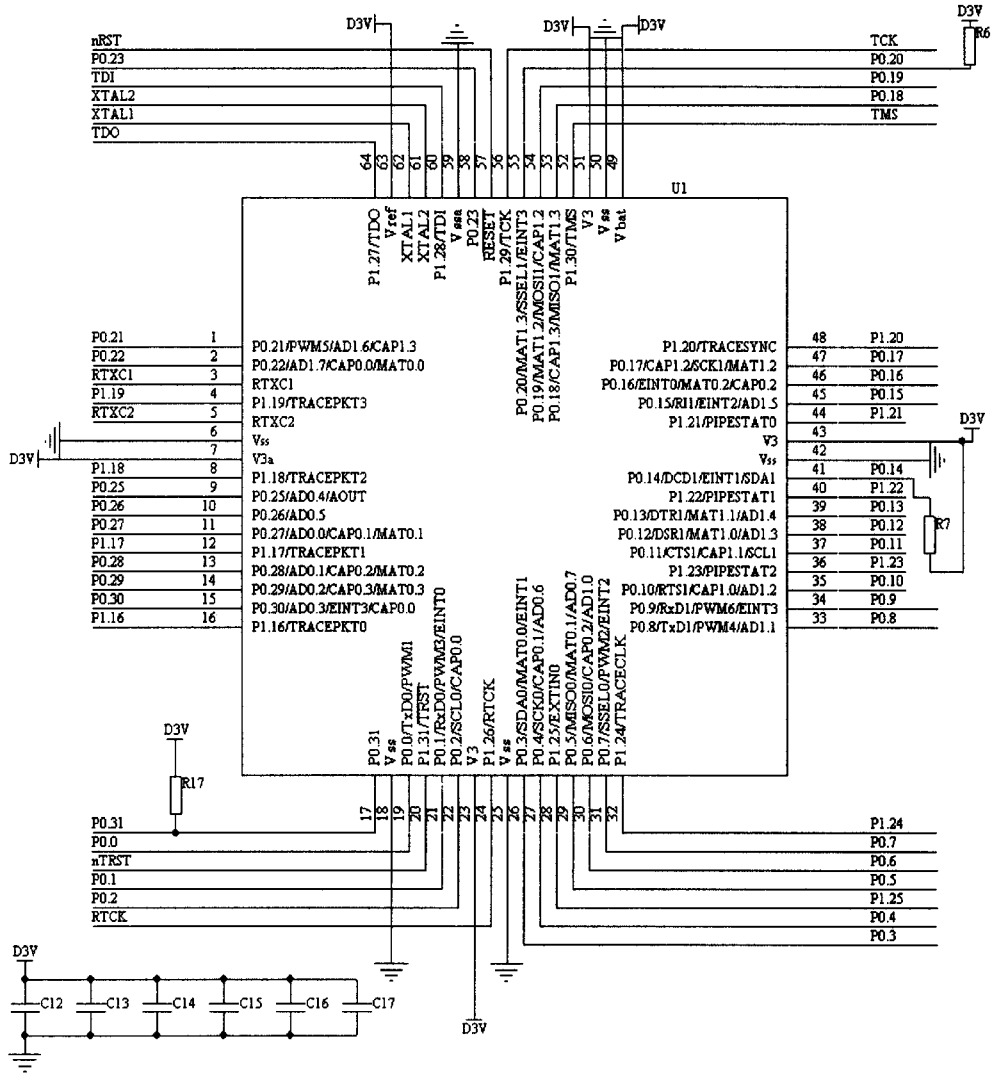 D3V
D3V
D3V
D3V
nRST
TCK
R6
P0.23
P0.20
TDI
P0.19
XTAL2
P0.18
XTAL1
TMS
TDO
64 63 62 61 60 59 58 57 56 55 54 53 52 51 50 49
U1
P1.27/TDO
Vref
XTAL1
XTAL2
P1.28/TDI
Vssa
P0.23
RESET
P1.29/TCK
P0.20/MAT1.3/SSEL1/EINT3
P0.19/MAT1.2/MOSI1/CAP1.2
P0.18/CAP1.3/MISO1/MAT1.3
P1.30/TMS
V3
Vss
Vbat
P0.21 1 P0.21/PWM5/AD1.6/CAP1.3
P0.22 2 P0.22/AD1.7/CAP0.0/MAT0.0
RTXC1 3 RTXC1
P1.19 4 P1.19/TRACEPKT3
RTXC2 5 RTXC2
6 Vss
D3V 7 V3a
P1.18 8 P1.18/TRACEPKT2
P0.25 9 P0.25/AD0.4/AOUT
P0.26 10 P0.26/AD0.5
P0.27 11 P0.27/AD0.0/CAP0.1/MAT0.1
P1.17 12 P1.17/TRACEPKT1
P0.28 13 P0.28/AD0.1/CAP0.2/MAT0.2
P0.29 14 P0.29/AD0.2/CAP0.3/MAT0.3
P0.30 15 P0.30/AD0.3/EINT3/CAP0.0
P1.16 16 P1.16/TRACEPKT0
P1.20/TRACESYNC 48 P1.20
P0.17/CAP1.2/SCK1/MAT1.2 47 P0.17
P0.16/EINT0/MAT0.2/CAP0.2 46 P0.16
P0.15/RI1/EINT2/AD1.5 45 P0.15
P1.21/PIPESTAT0 44 P1.21
D3V
V3 43
Vss 42
P0.14/DCD1/EINT1/SDA1 41 P0.14
P1.22/PIPESTAT1 40 P1.22
P0.13/DTR1/MAT1.1/AD1.4 39 P0.13
P0.12/DSR1/MAT1.0/AD1.3 38 P0.12
R7
P0.11/CTS1/CAP1.1/SCL1 37 P0.11
P1.23/PIPESTAT2 36 P1.23
P0.10/RTS1/CAP1.0/AD1.2 35 P0.10
P0.9/RxD1/PWM6/EINT3 34 P0.9
P0.8/TxD1/PWM4/AD1.1 33 P0.8
P0.31
Vss
P0.0/TxD0/PWM1
P1.31/TRST
P0.1/RxD0/PWM3/EINT0
P0.2/SCL0/CAP0.0
V3
P1.26/RTCK
Vss
P0.3/SDA0/MAT0.0/EINT1
P0.4/SCK0/CAP0.1/AD0.6
P1.25/EXTIN0
P0.5/MISO0/MAT0.1/AD0.7
P0.6/MOSI0/CAP0.2/AD1.0
P0.7/SSEL0/PWM2/EINT2
P1.24/TRACECLK
17 18 19 20 21 22 23 24 25 26 27 28 29 30 31 32
D3V
R17
P0.31
P0.0
nTRST
P0.1
P0.2
RTCK
P1.24
P0.7
P0.6
P0.5
P1.25
P0.4
P0.3
D3V
C12 C13 C14 C15 C16 C17
D3V